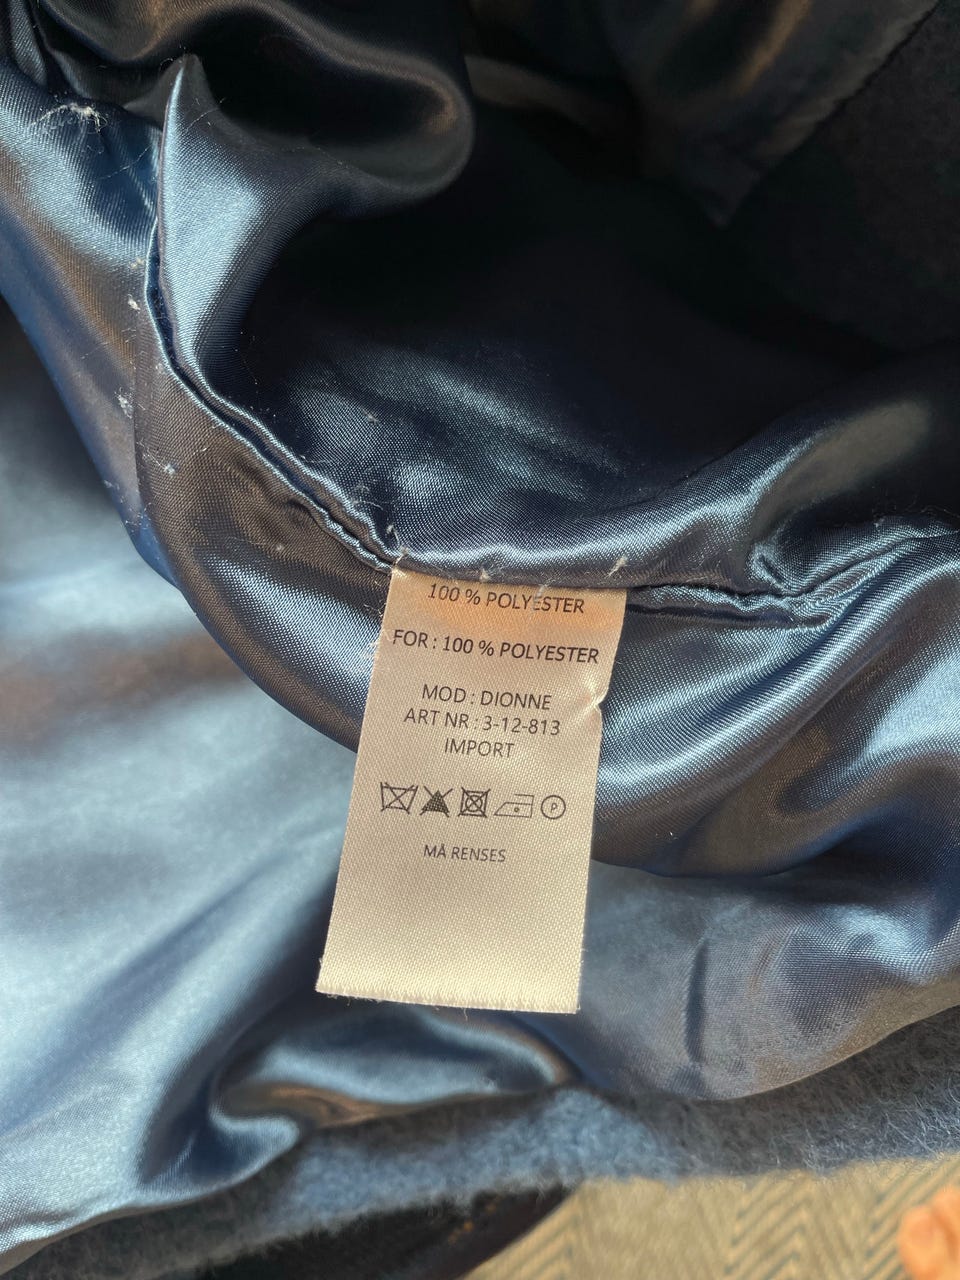 100 % POLYESTER
FOR : 100 % POLYESTER
MOD : DIONNE
ART NR : 3-12-813
IMPORT
P
MÅ RENSES